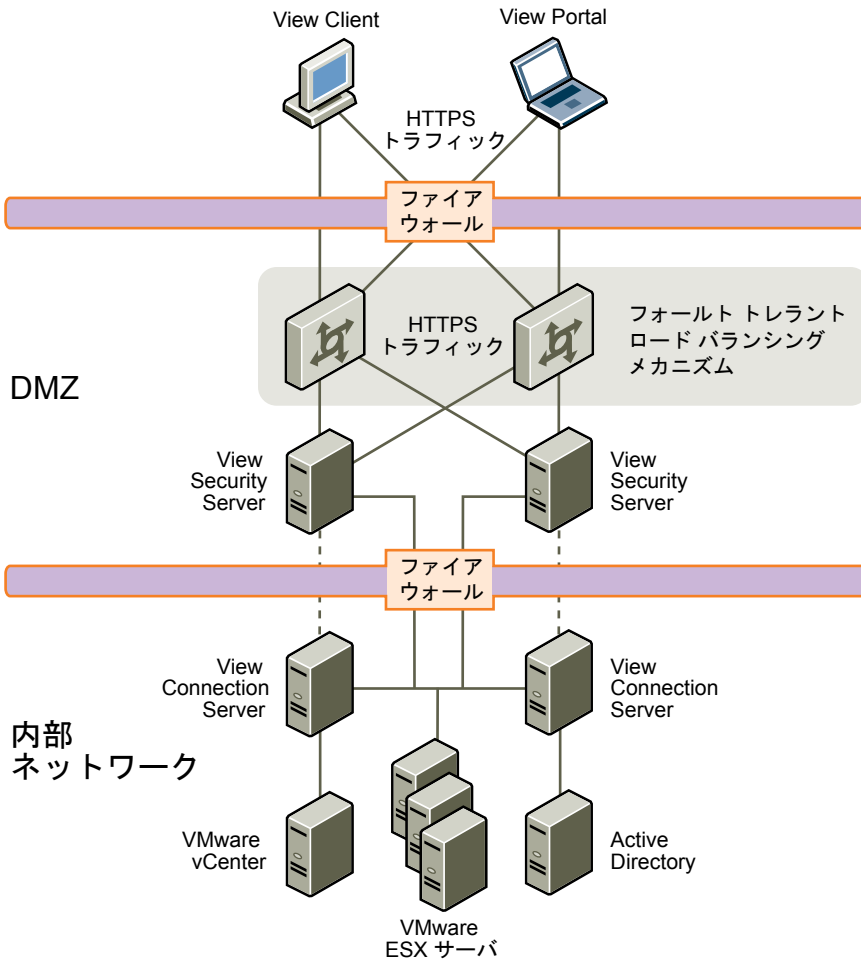 View Client
View Portal
HTTPS
トラフィック
ファイア
ウォール
HTTPS
トラフィック
フォールト トレラント
ロード バランシング
メカニズム
DMZ
View
Security
Server
View
Security
Server
ファイア
ウォール
View
Connection
Server
View
Connection
Server
内部
ネットワーク
VMware
vCenter
Active
Directory
VMware
ESX サーバ